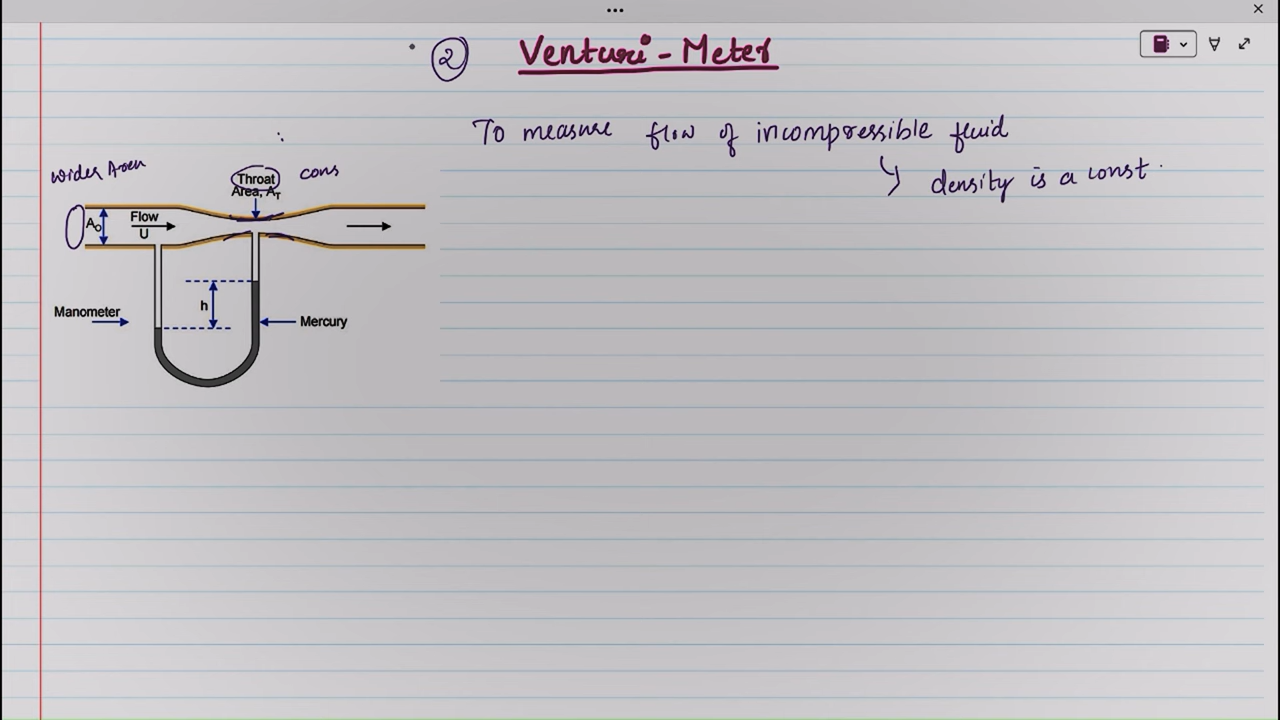 ② Venturi - Meter
To measure flow of incompressible fluid
density is a const.
wider Area
Throat cons
Area, A_T
A_o
Flow
U
h
Manometer
Mercury